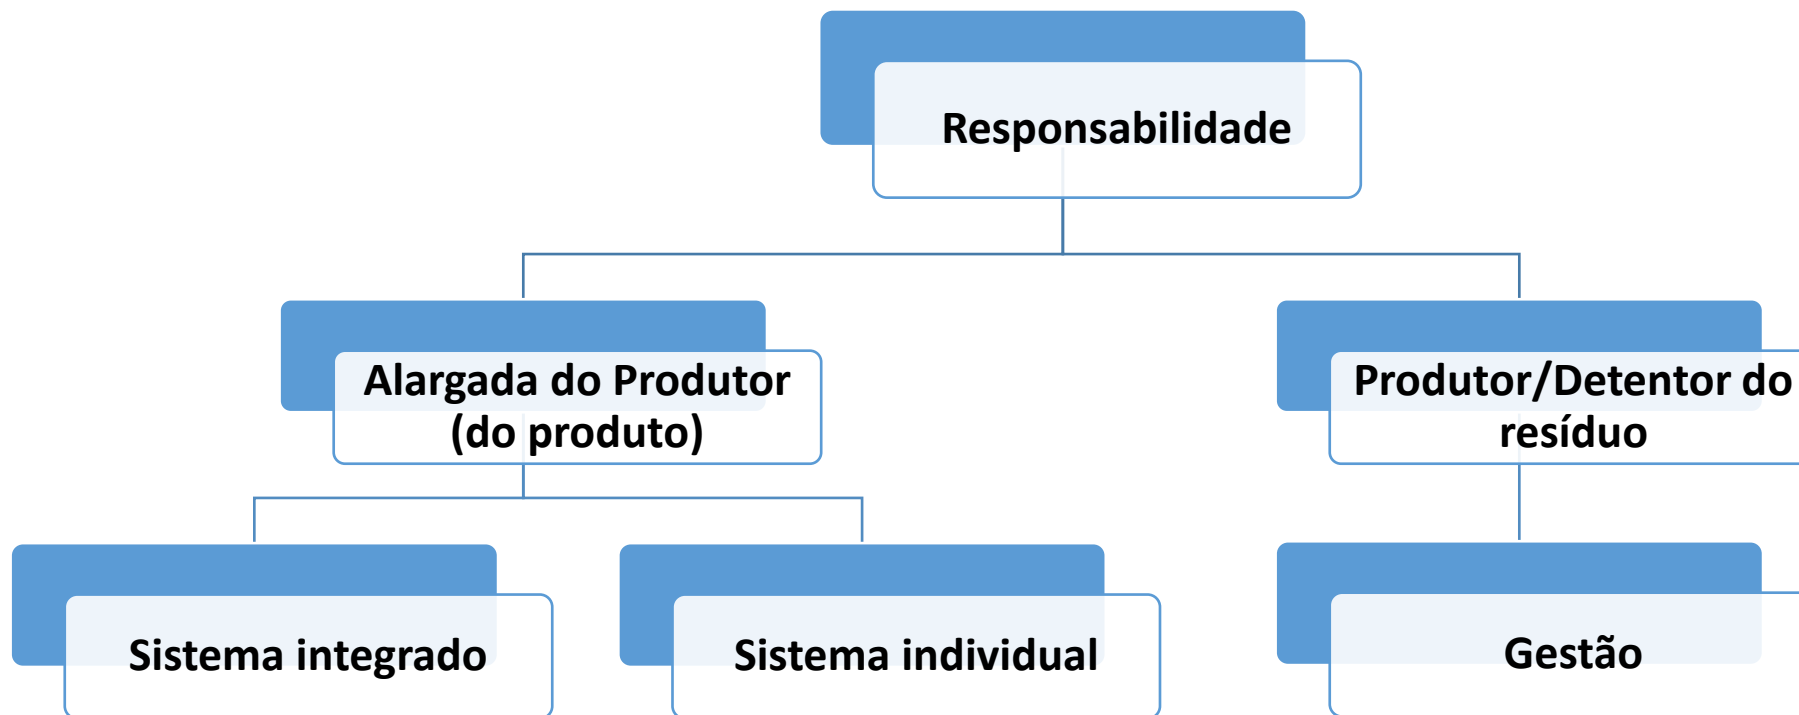 Responsabilidade
Alargada do Produtor
(do produto)
Produtor/Detentor do
resíduo
Sistema integrado
Sistema individual
Gestão